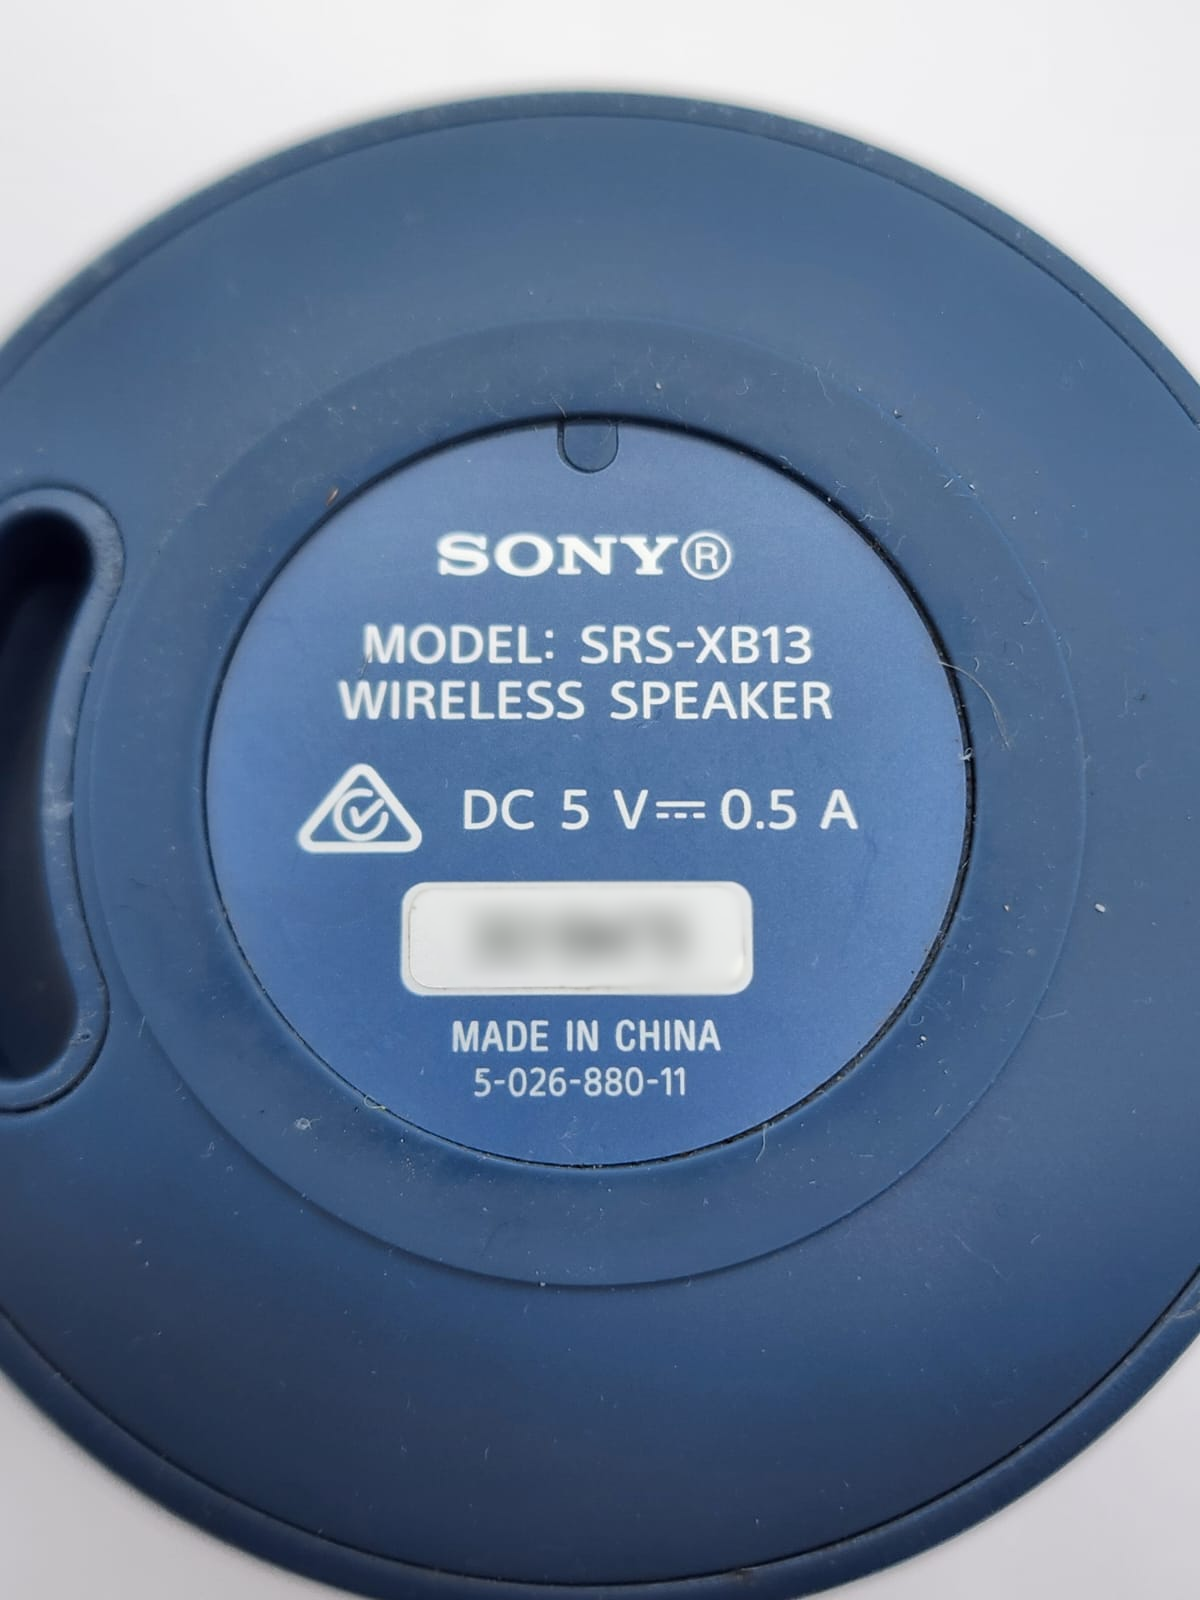 SONY®
MODEL: SRS-XB13
WIRELESS SPEAKER
DC 5 V⎓0.5 A
MADE IN CHINA
5-026-880-11